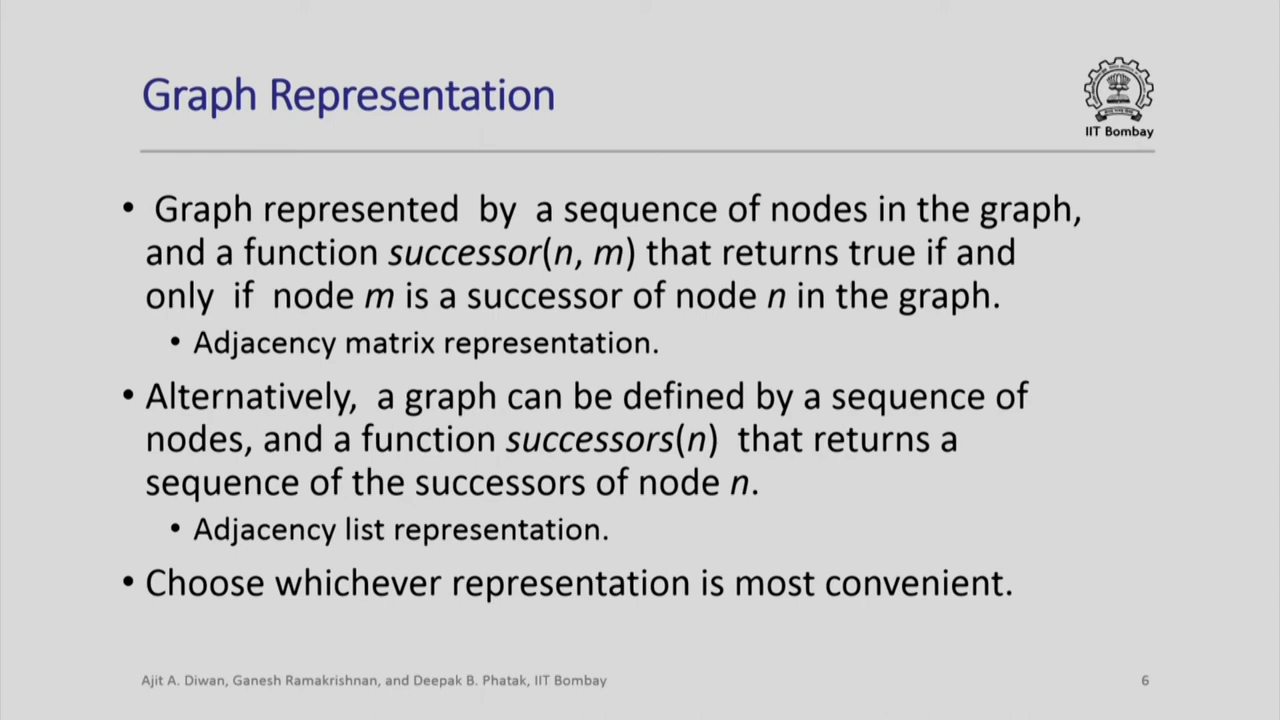 Graph Representation
IIT Bombay
• Graph represented by a sequence of nodes in the graph,
and a function successor(n, m) that returns true if and
only if node m is a successor of node n in the graph.
• Adjacency matrix representation.
• Alternatively, a graph can be defined by a sequence of
nodes, and a function successors(n) that returns a
sequence of the successors of node n.
• Adjacency list representation.
• Choose whichever representation is most convenient.
Ajit A. Diwan, Ganesh Ramakrishnan, and Deepak B. Phatak, IIT Bombay
6